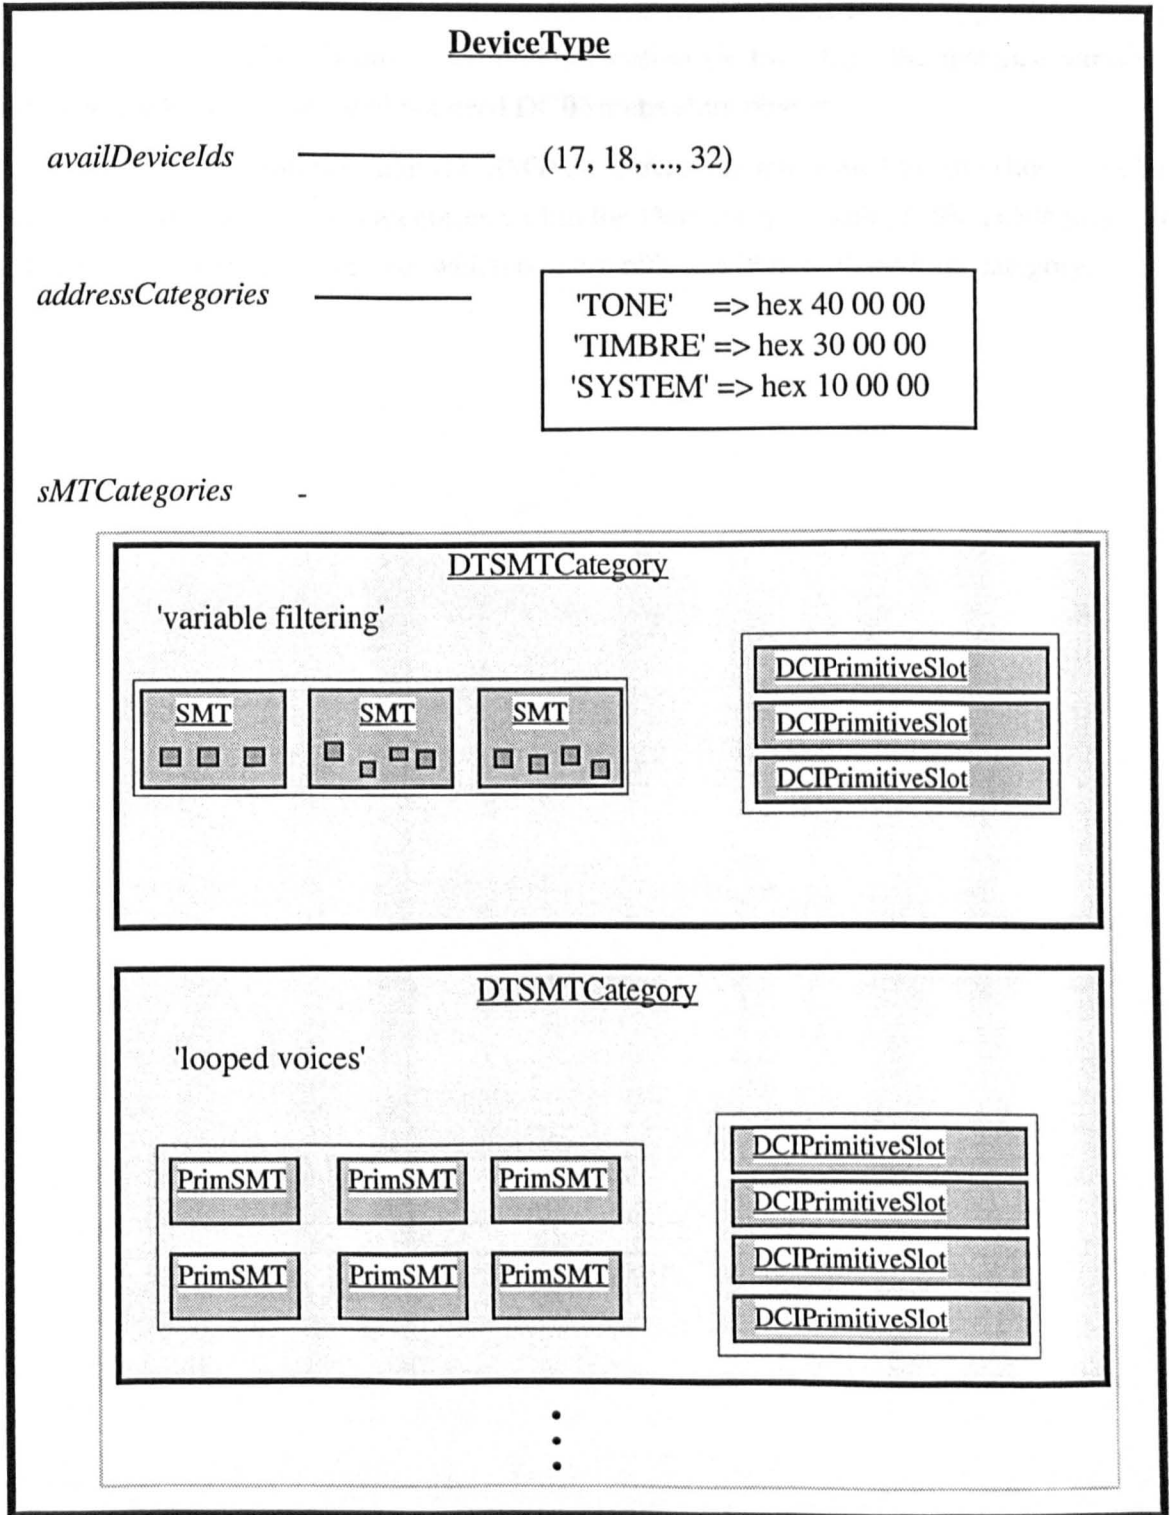 DeviceType
availDeviceIds (17, 18, ..., 32)
addressCategories
'TONE' => hex 40 00 00
'TIMBRE' => hex 30 00 00
'SYSTEM' => hex 10 00 00
sMTCategories -
DTSMTCategory
'variable filtering'
SMT SMT SMT
DCIPrimitiveSlot
DCIPrimitiveSlot
DCIPrimitiveSlot
DTSMTCategory
'looped voices'
PrimSMT PrimSMT PrimSMT
PrimSMT PrimSMT PrimSMT
DCIPrimitiveSlot
DCIPrimitiveSlot
DCIPrimitiveSlot
DCIPrimitiveSlot